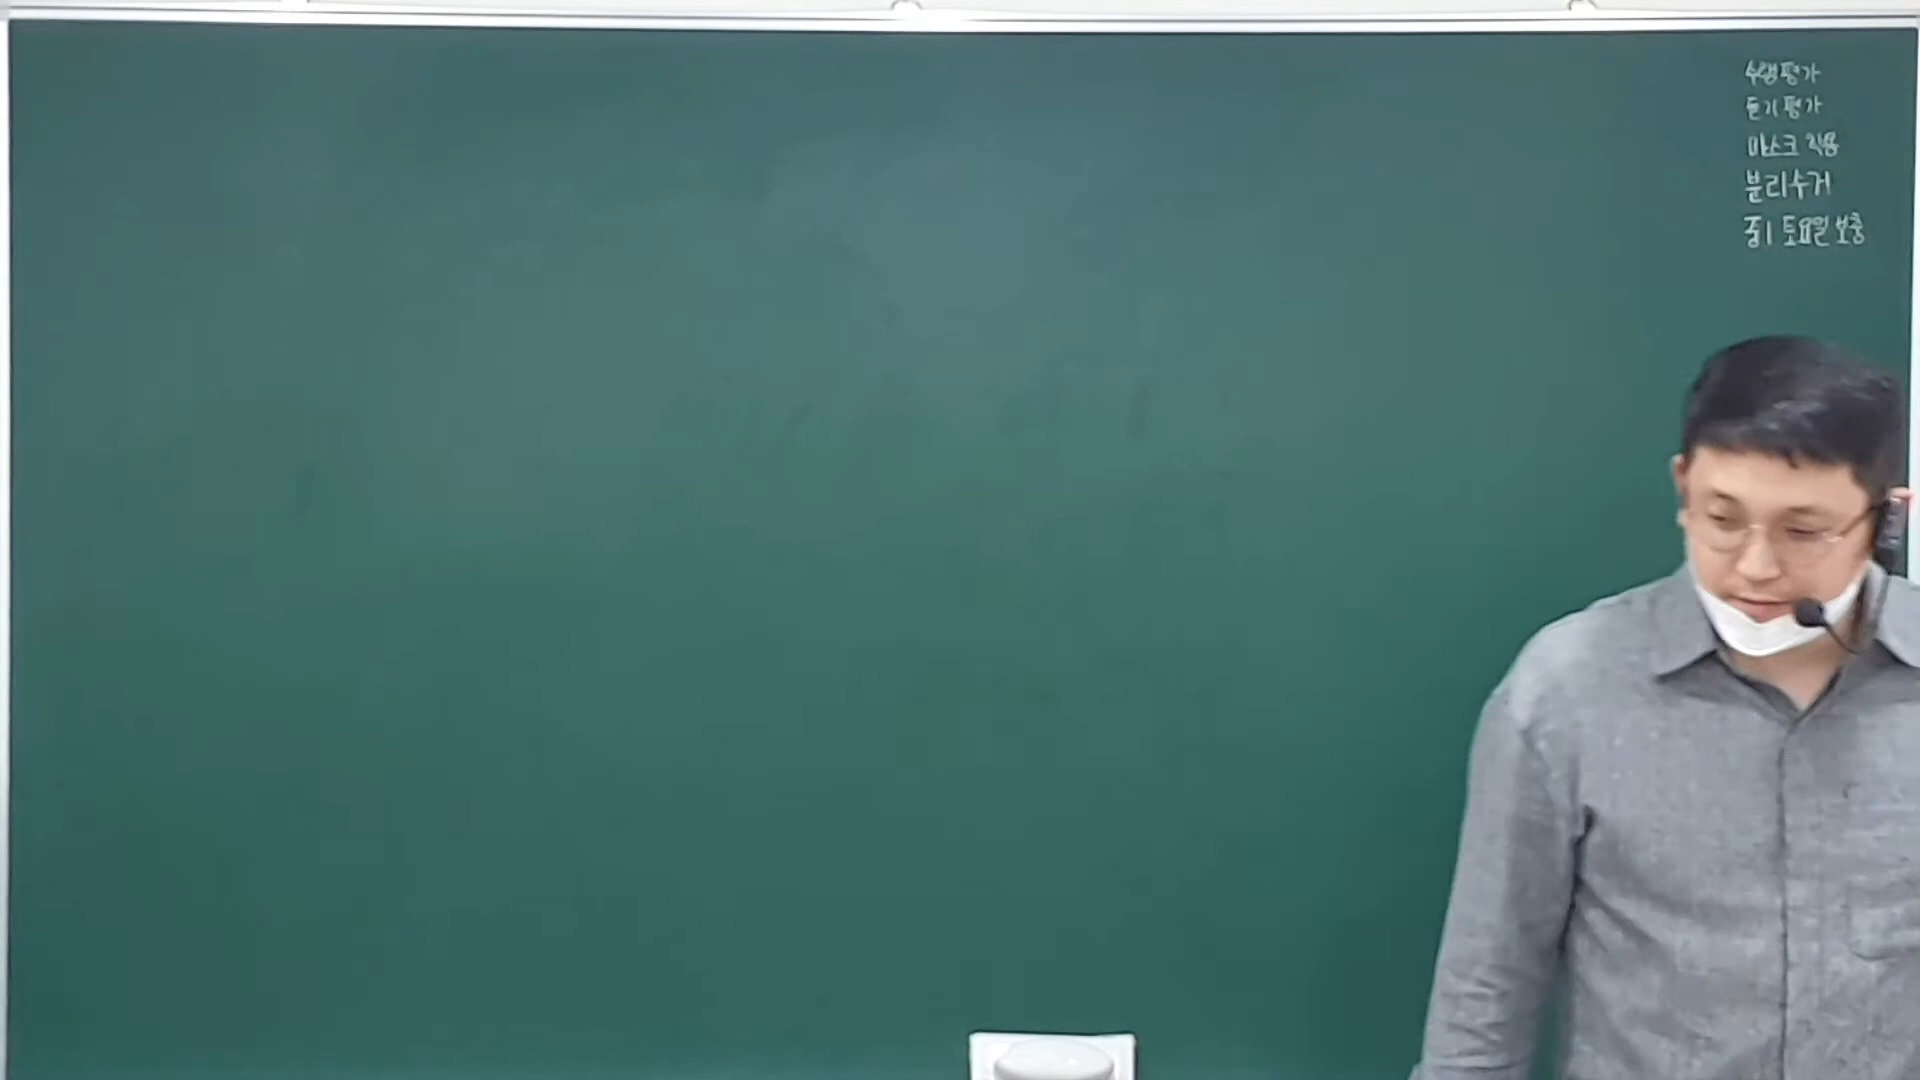 수행평가
듣기평가
마스크 착용
분리수거
중1 토요일 보충